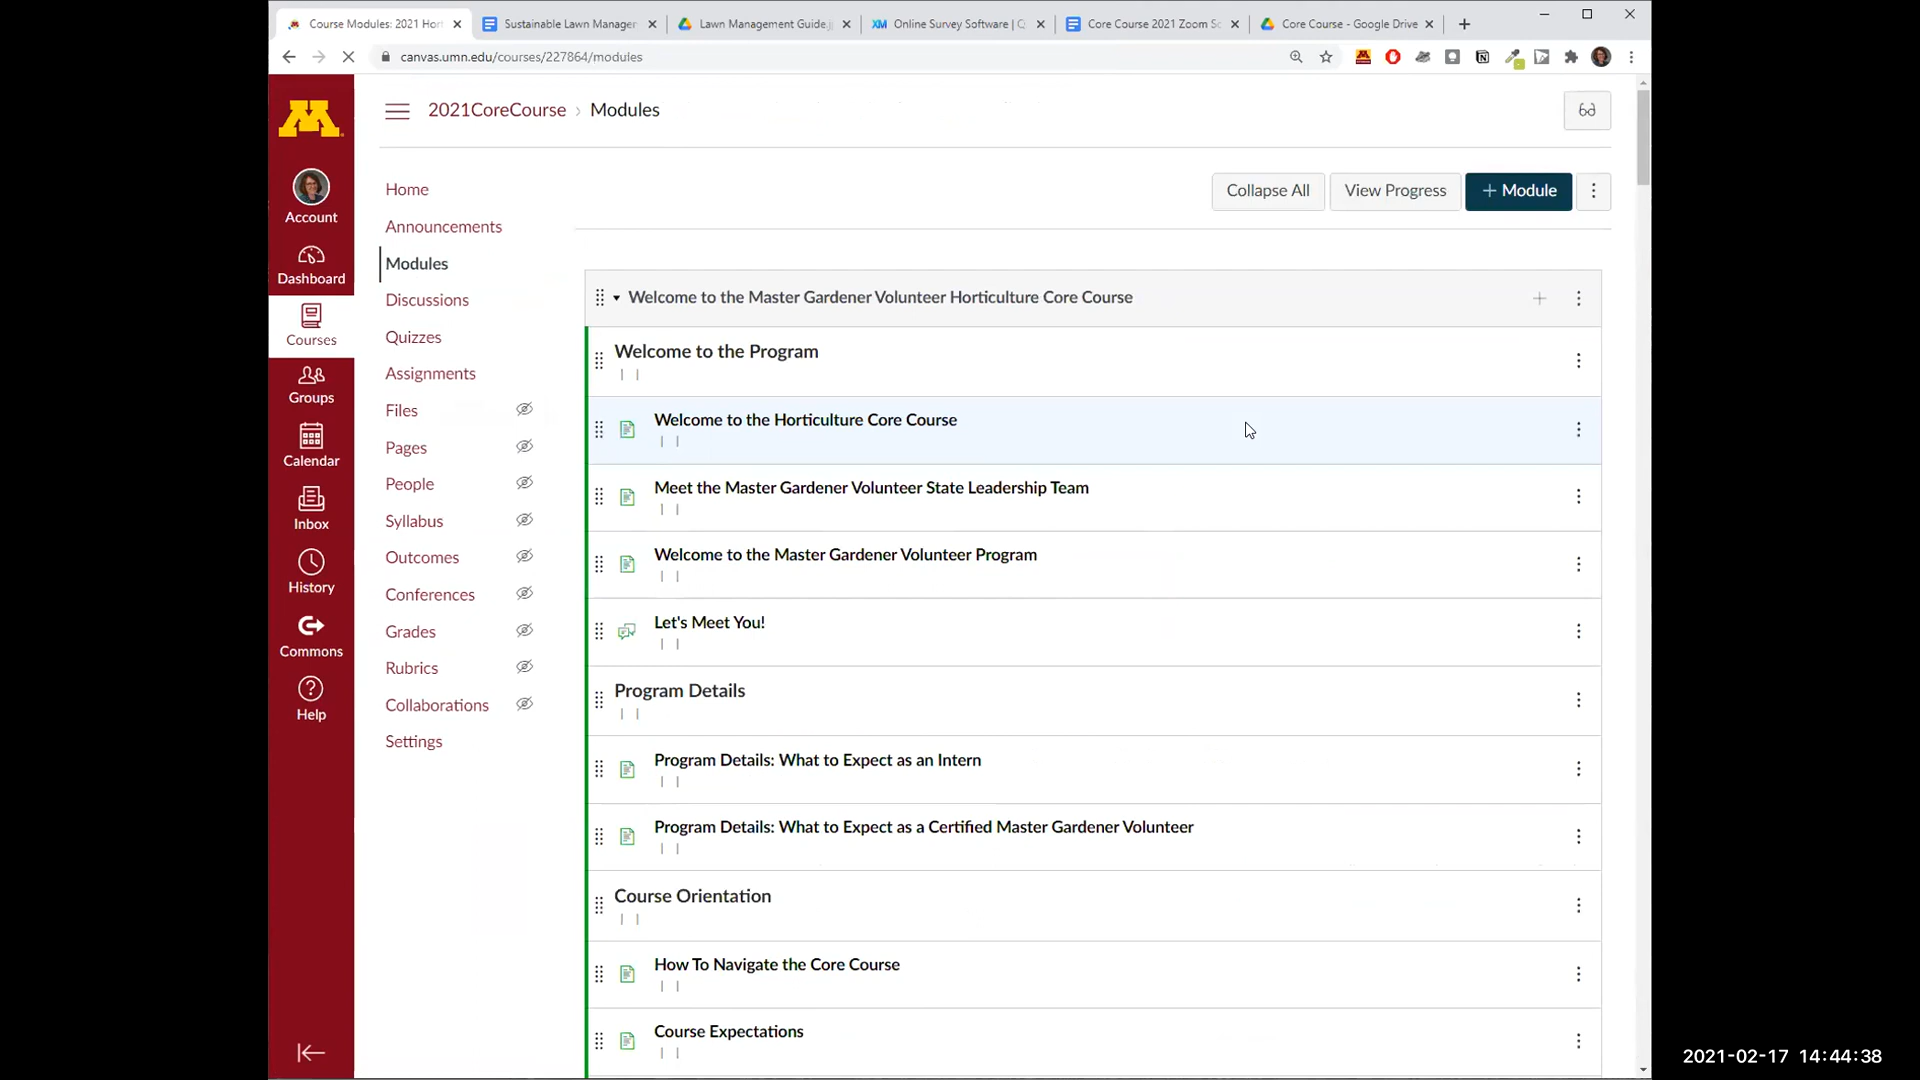 Course Modules: 2021 Hor
Sustainable Lawn Manager
Lawn Management Guide.j
XM Online Survey Software | Q
Core Course 2021 Zoom Sc
Core Course - Google Drive
canvas.umn.edu/courses/227864/modules
2021CoreCourse › Modules
Collapse All
View Progress
+ Module
M
Account
Dashboard
Courses
Groups
Calendar
Inbox
History
Commons
Help
Home
Announcements
Modules
Discussions
Quizzes
Assignments
Files
Pages
People
Syllabus
Outcomes
Conferences
Grades
Rubrics
Collaborations
Settings
Welcome to the Master Gardener Volunteer Horticulture Core Course
Welcome to the Program
Welcome to the Horticulture Core Course
Meet the Master Gardener Volunteer State Leadership Team
Welcome to the Master Gardener Volunteer Program
Let's Meet You!
Program Details
Program Details: What to Expect as an Intern
Program Details: What to Expect as a Certified Master Gardener Volunteer
Course Orientation
How To Navigate the Core Course
Course Expectations
2021-02-17 14:44:38